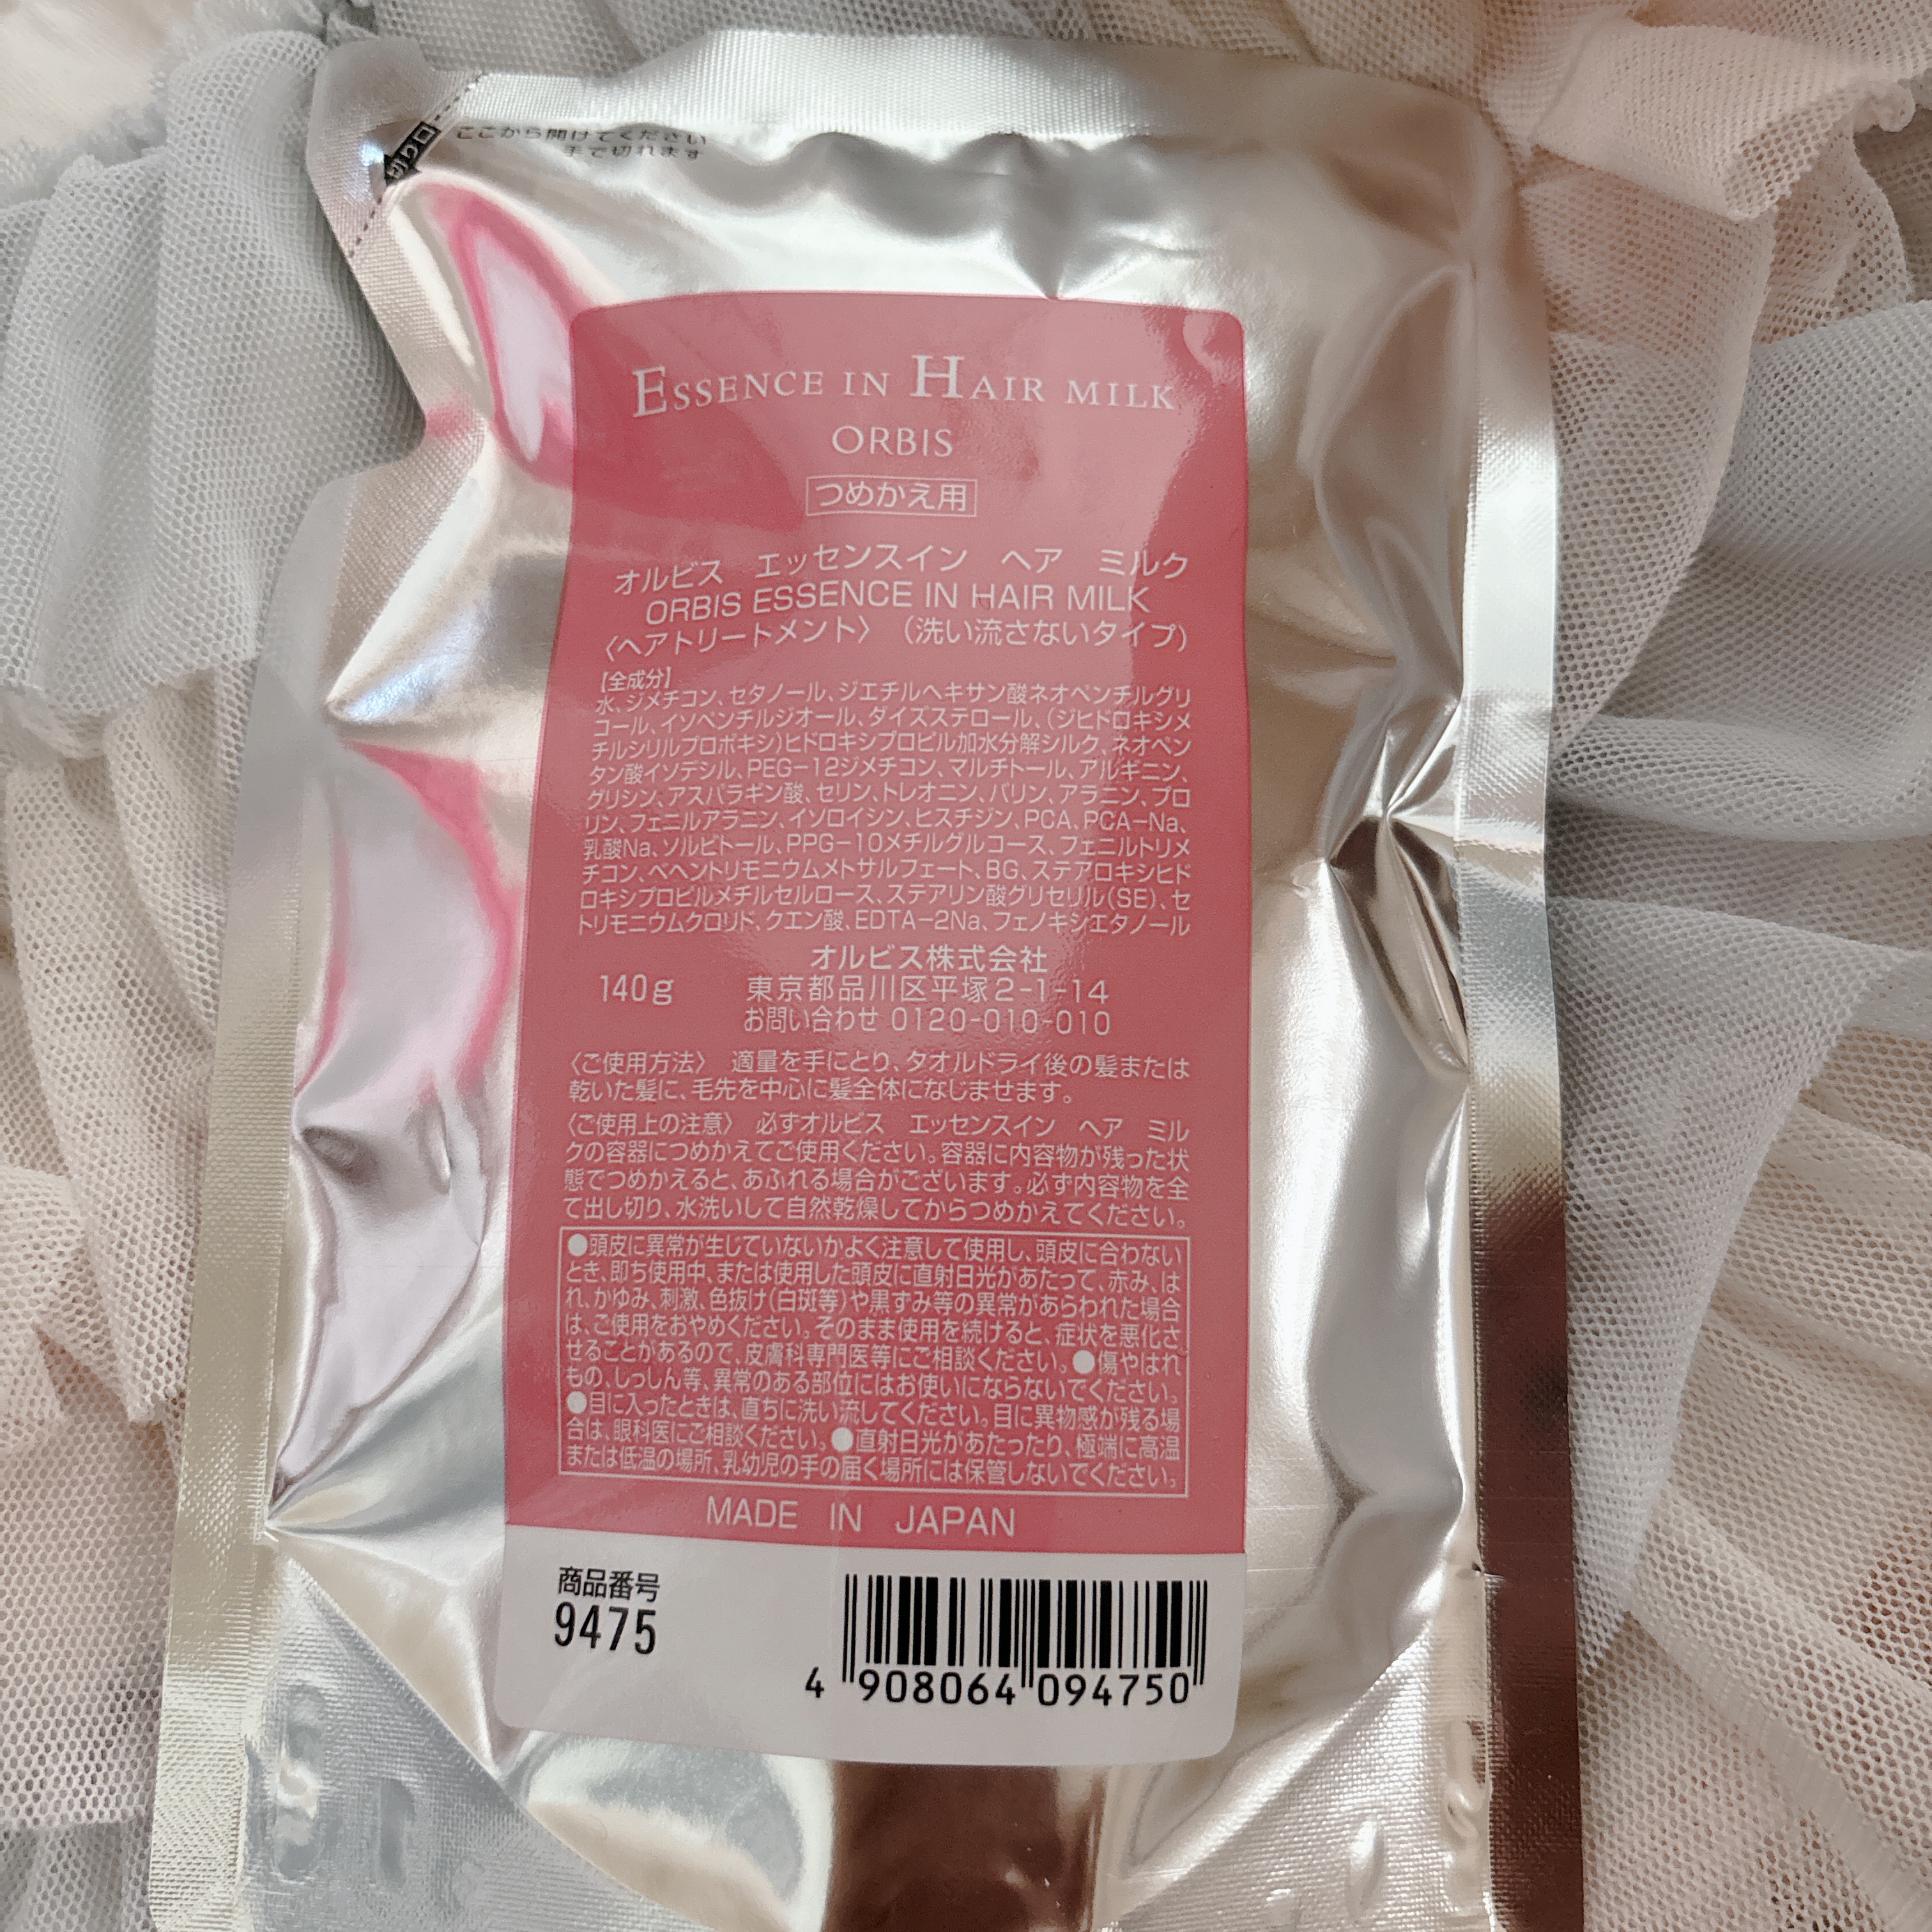 切り口
ここから開けてください
手で切れます
ESSENCE IN HAIR MILK
ORBIS
つめかえ用
オルビス　エッセンスイン　ヘア　ミルク
ORBIS ESSENCE IN HAIR MILK
〈ヘアトリートメント〉（洗い流さないタイプ）
【全成分】
水、ジメチコン、セタノール、ジエチルヘキサン酸ネオペンチルグリ
コール、イソペンチルジオール、ダイズステロール、（ジヒドロキシメ
チルシリルプロポキシ）ヒドロキシプロピル加水分解シルク、ネオペン
タン酸イソデシル、PEG－12ジメチコン、マルチトール、アルギニン、
グリシン、アスパラギン酸、セリン、トレオニン、バリン、アラニン、プロ
リン、フェニルアラニン、イソロイシン、ヒスチジン、PCA、PCA－Na、
乳酸Na、ソルビトール、PPG－10メチルグルコース、フェニルトリメ
チコン、ベヘントリモニウムメトサルフェート、BG、ステアロキシヒド
ロキシプロピルメチルセルロース、ステアリン酸グリセリル（SE）、セ
トリモニウムクロリド、クエン酸、EDTA－2Na、フェノキシエタノール
オルビス株式会社
140g　東京都品川区平塚2-1-14
お問い合わせ 0120-010-010
〈ご使用方法〉　適量を手にとり、タオルドライ後の髪または
乾いた髪に、毛先を中心に髪全体になじませます。
〈ご使用上の注意〉　必ずオルビス　エッセンスイン　ヘア　ミル
クの容器につめかえてご使用ください。容器に内容物が残った状
態でつめかえると、あふれる場合がございます。必ず内容物を全
て出し切り、水洗いして自然乾燥してからつめかえてください。
●頭皮に異常が生じていないかよく注意して使用し、頭皮に合わない
とき、即ち使用中、または使用した頭皮に直射日光があたって、赤み、は
れ、かゆみ、刺激、色抜け（白斑等）や黒ずみ等の異常があらわれた場合
は、ご使用をおやめください。そのまま使用を続けると、症状を悪化さ
せることがあるので、皮膚科専門医等にご相談ください。●傷やはれ
もの、しっしん等、異常のある部位にはお使いにならないでください。
●目に入ったときは、直ちに洗い流してください。目に異物感が残る場
合は、眼科医にご相談ください。●直射日光があたったり、極端に高温
または低温の場所、乳幼児の手の届く場所には保管しないでください。
MADE IN JAPAN
商品番号
9475
4 908064 094750